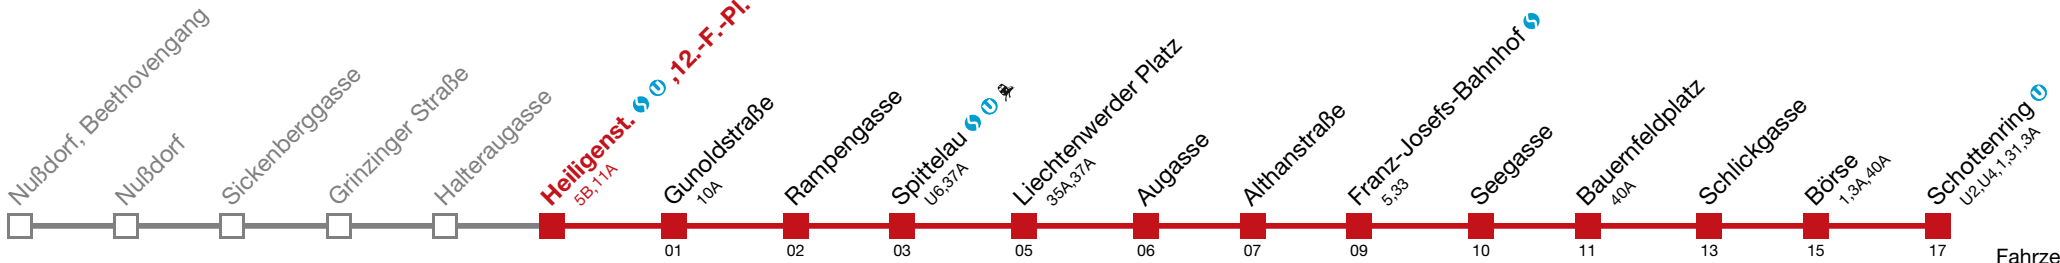 Nußdorf, Beethovengang
Nußdorf
Sickenberggasse
Grinzinger Straße
Halteraugasse
Heiligenst. S U ,12.-F.-Pl.
5B,11A
Gunoldstraße
10A
01
Rampengasse
02
Spittelau S U
U6,37A
03
Liechtenwerder Platz
35A,37A
05
Augasse
06
Althanstraße
07
Franz-Josefs-Bahnhof S
5,33
09
Seegasse
10
Bauernfeldplatz
40A
11
Schlickgasse
13
Börse
1,3A,40A
15
Schottenring U
U2,U4,1,31,3A
17
Fahrze